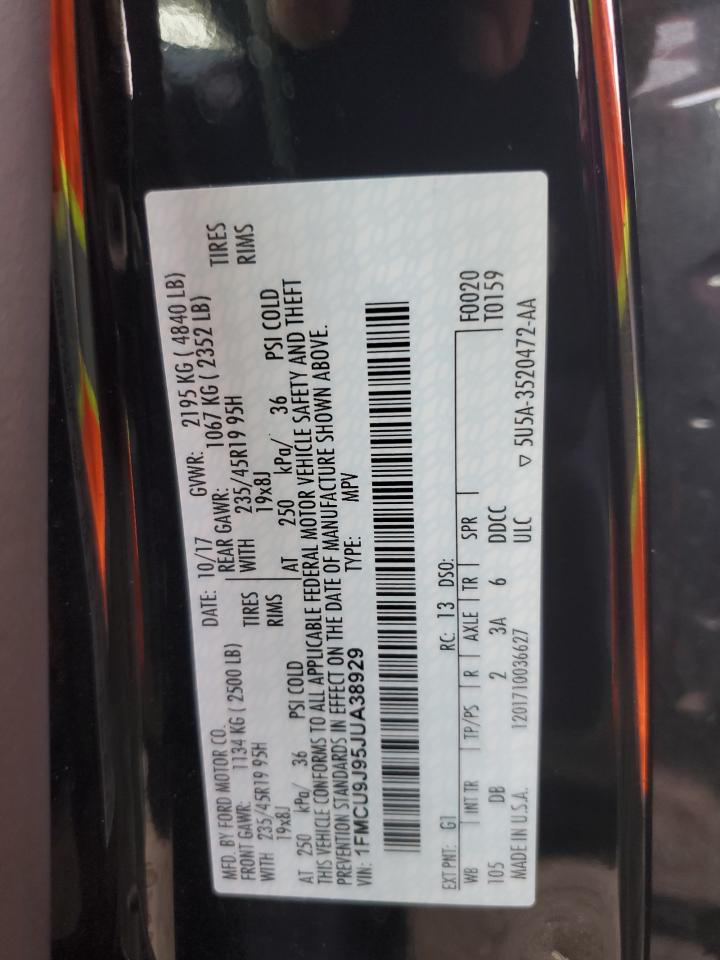 MFD. BY FORD MOTOR CO. DATE: 10/17 GVWR: 2195 KG ( 4840 LB)
FRONT GAWR: 1134 KG ( 2500 LB) REAR GAWR: 1067 KG ( 2352 LB)
WITH 235/45R19 95H TIRES WITH 235/45R19 95H TIRES
19x8J RIMS 19x8J RIMS
AT 250 kPa/ 36 PSI COLD AT 250 kPa/ 36 PSI COLD
THIS VEHICLE CONFORMS TO ALL APPLICABLE FEDERAL MOTOR VEHICLE SAFETY AND THEFT
PREVENTION STANDARDS IN EFFECT ON THE DATE OF MANUFACTURE SHOWN ABOVE.
VIN: 1FMCU9J95JUA38929 TYPE: MPV
EXT PNT: G1 RC: 13 DSO: F0020
WB INT TR TP/PS R AXLE TR SPR T0159
105 DB 2 3A 6 DDCC
MADE IN U.S.A. 1201710036627 ULC ▽ 5U5A-3520472-AA